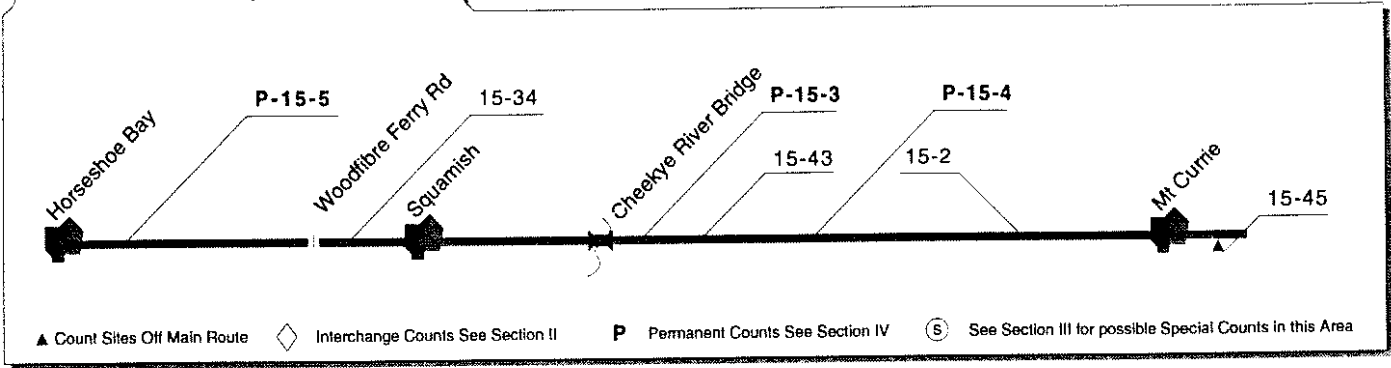 Horseshoe Bay
P-15-5
Woodfibre Ferry Rd
15-34
Squamish
Cheekye River Bridge
P-15-3
15-43
P-15-4
15-2
Mt Currie
15-45
▲ Count Sites Off Main Route ◇ Interchange Counts See Section II P Permanent Counts See Section IV Ⓢ See Section III for possible Special Counts in this Area